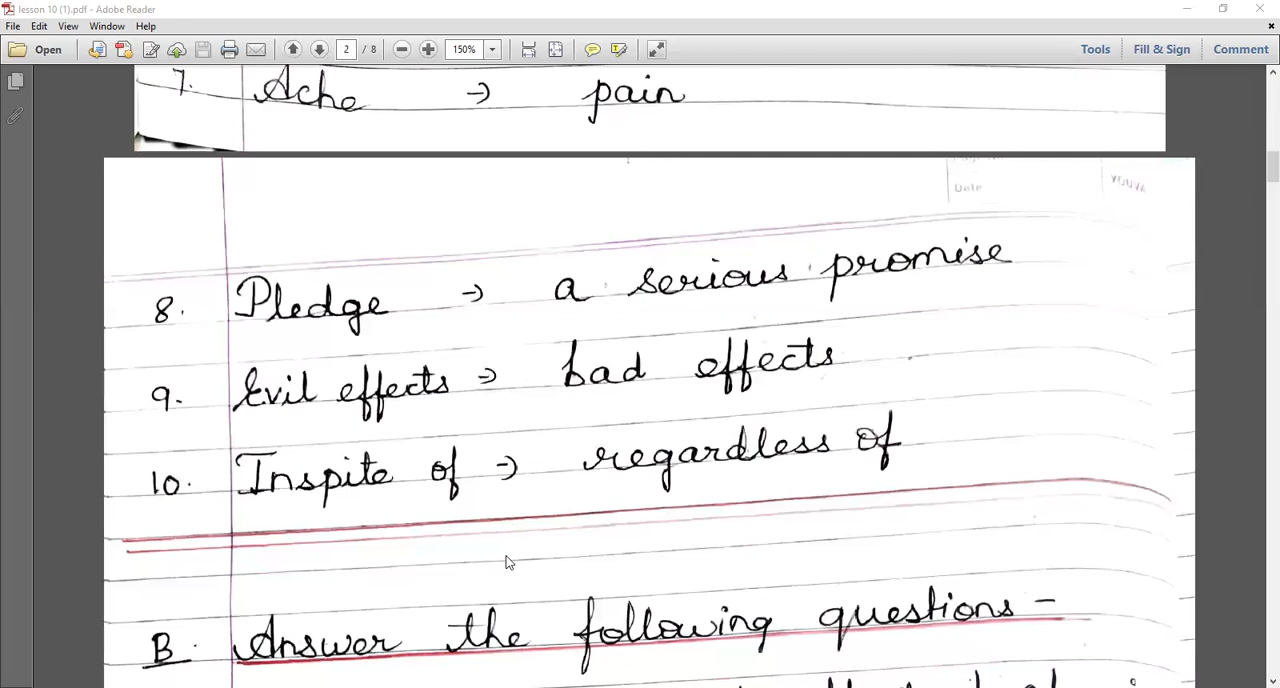 lesson 10 (1).pdf - Adobe Reader
File Edit View Window Help
Open 2 / 8 150% Tools Fill & Sign Comment
7. Ache → pain
Date YOUVA
8. Pledge → a serious promise
9. Evil effects → bad effects
10. Inspite of → regardless of
B. Answer the following questions -